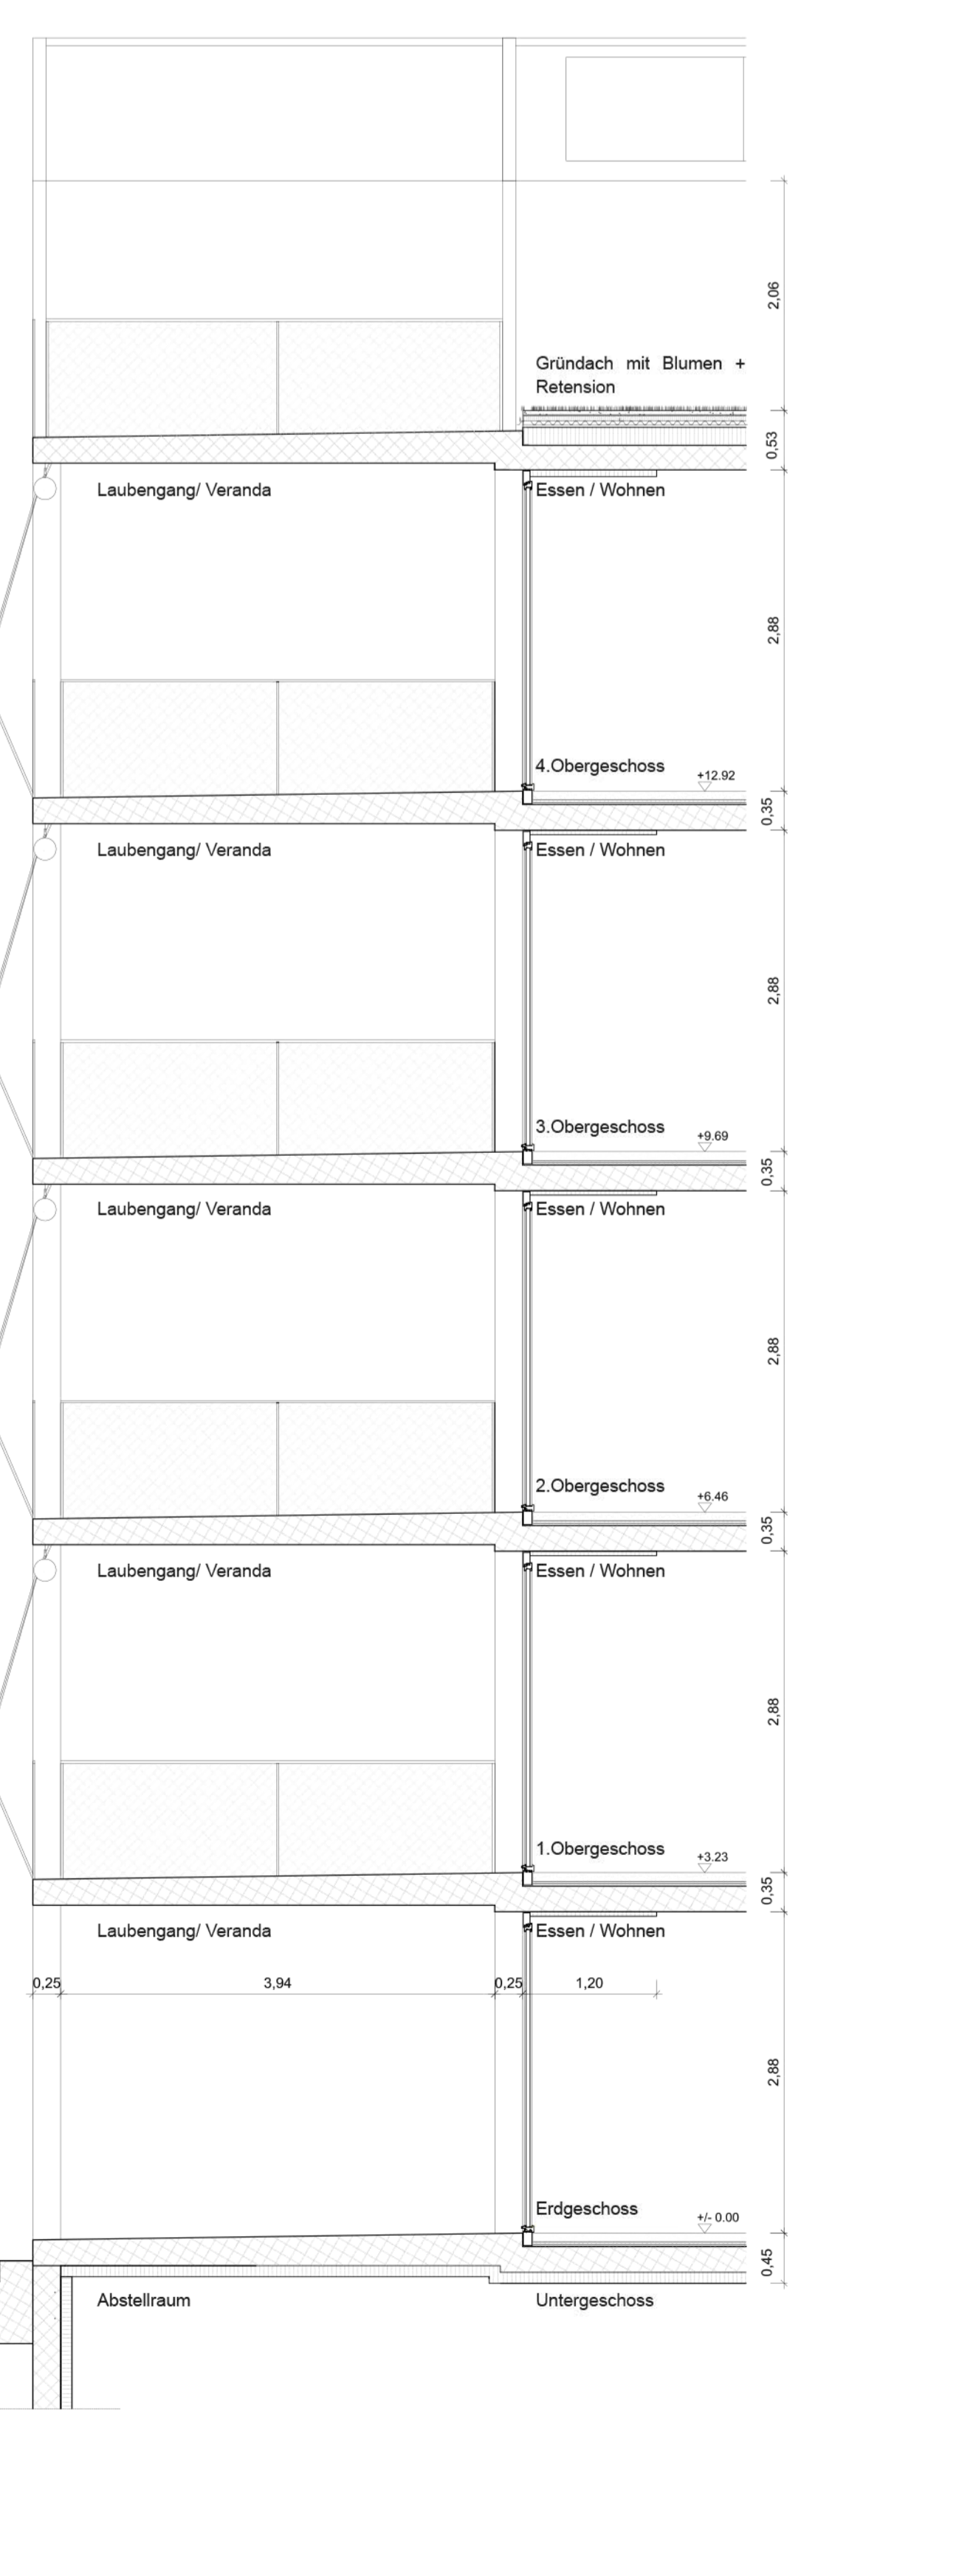 2,06
Gründach mit Blumen +
Retension
0,53
Laubengang/ Veranda
Essen / Wohnen
2,88
4.Obergeschoss
+12.92
0,35
Laubengang/ Veranda
Essen / Wohnen
2,88
3.Obergeschoss
+9.69
0,35
Laubengang/ Veranda
Essen / Wohnen
2,88
2.Obergeschoss
+6.46
0,35
Laubengang/ Veranda
Essen / Wohnen
2,88
1.Obergeschoss
+3.23
0,35
Laubengang/ Veranda
Essen / Wohnen
0,25 3,94 0,25 1,20
2,88
Erdgeschoss
+/- 0.00
0,45
Abstellraum
Untergeschoss